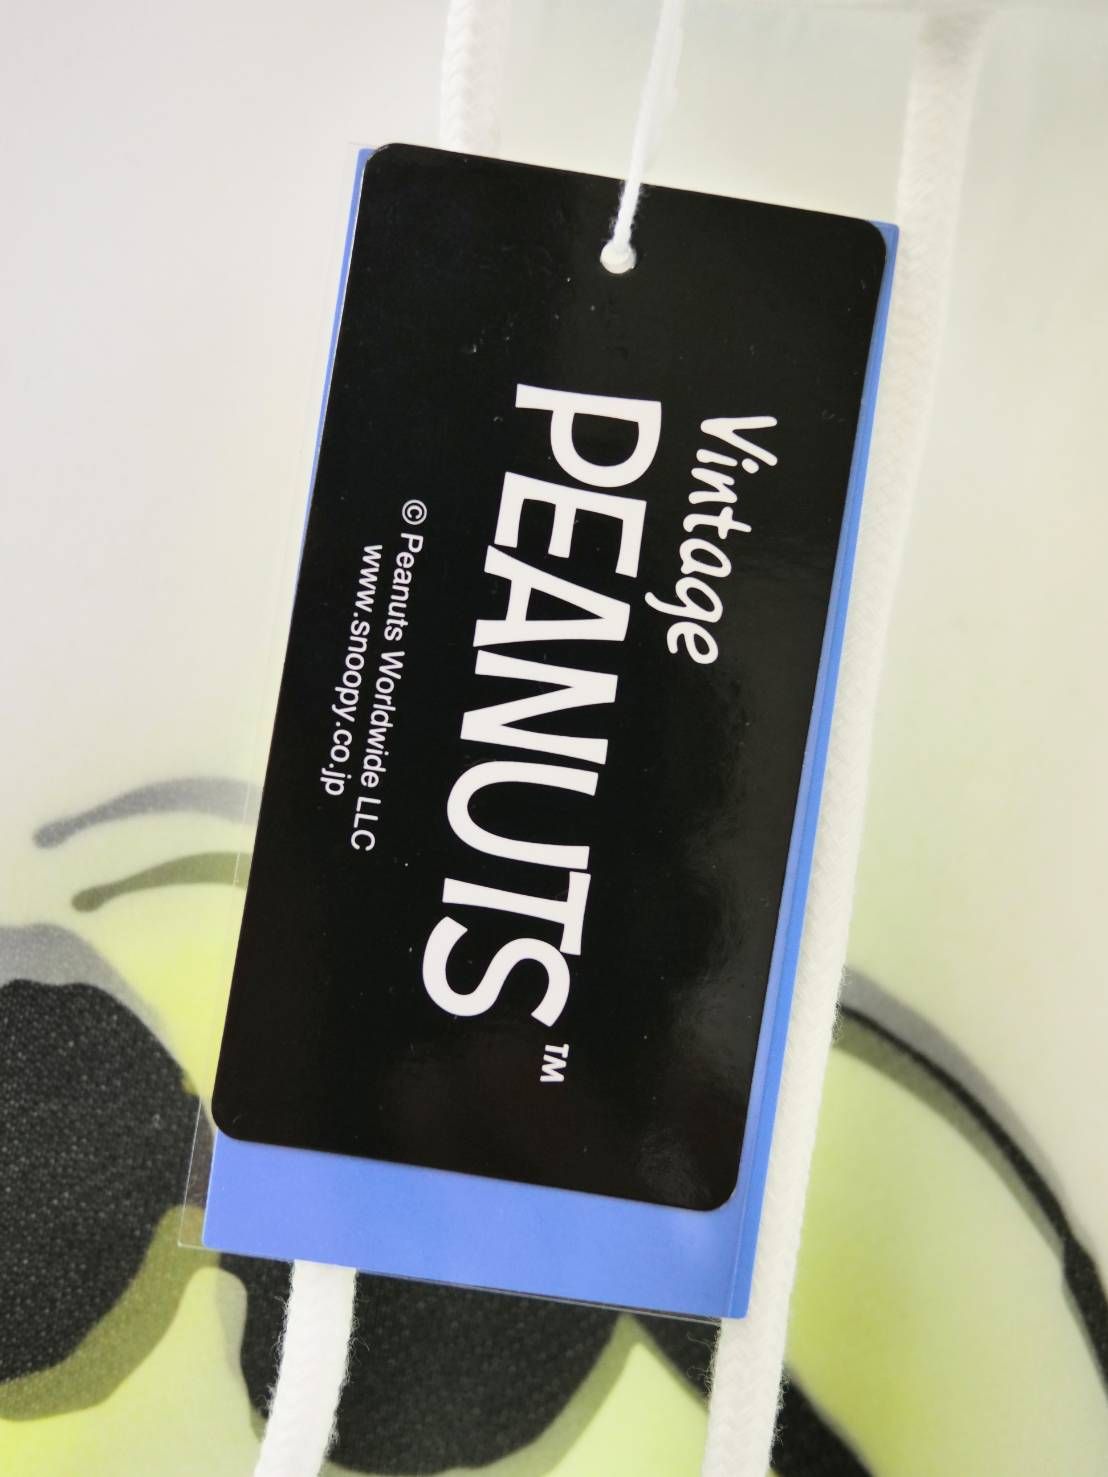 Vintage
PEANUTS™
© Peanuts Worldwide LLC
www.snoopy.co.jp